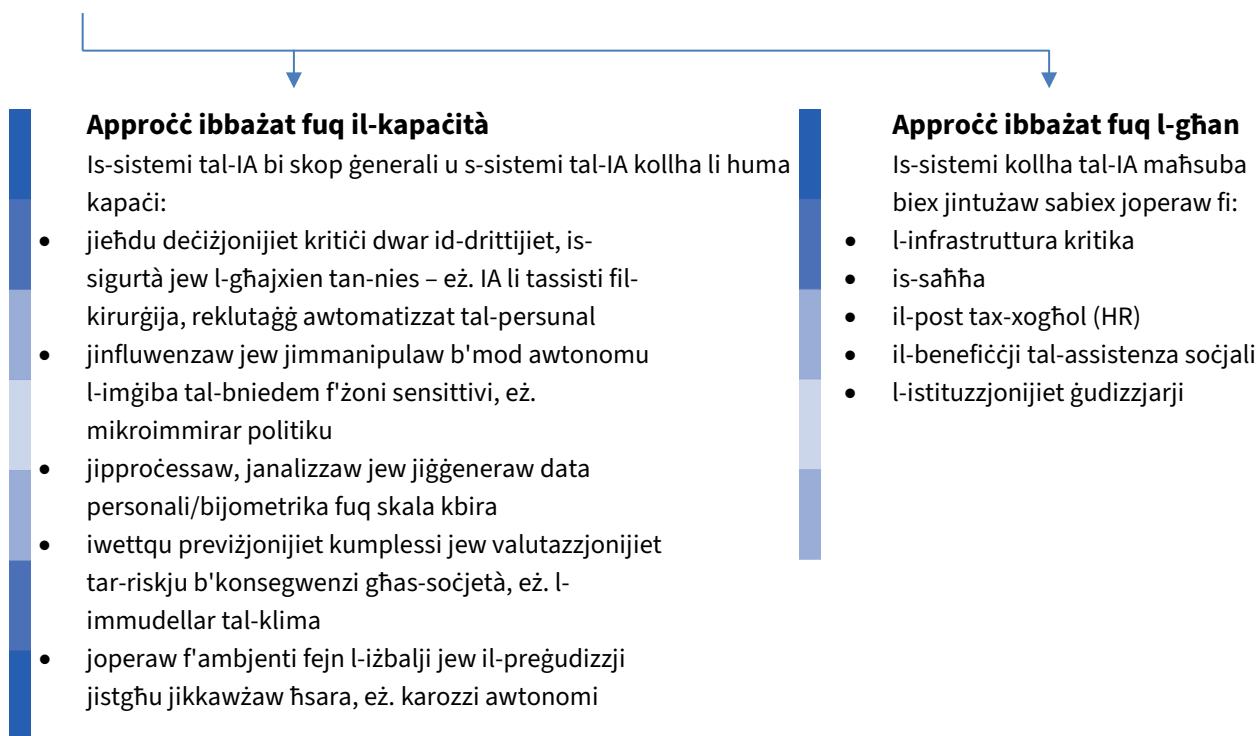 Approċċ ibbażat fuq il-kapaċità
Is-sistemi tal-IA bi skop ġenerali u s-sistemi tal-IA kollha li huma
kapaċi:
• jieħdu deċiżjonijiet kritiċi dwar id-drittijiet, is-
sigurtà jew l-għajxien tan-nies – eż. IA li tassisti fil-
kirurġija, reklutaġġ awtomatizzat tal-persunal
• jinfluwenzaw jew jimmanipulaw b'mod awtonomu
l-imġiba tal-bniedem f'żoni sensittivi, eż.
mikroimmirar politiku
• jipproċessaw, janalizzaw jew jiġġeneraw data
personali/bijometrika fuq skala kbira
• iwettqu previżjonijiet kumplessi jew valutazzjonijiet
tar-riskju b'konsegwenzi għas-soċjetà, eż. l-
immudellar tal-klima
• joperaw f'ambjenti fejn l-iżbalji jew il-preġudizzji
jistgħu jikkawżaw ħsara, eż. karozzi awtonomi
Approċċ ibbażat fuq l-għan
Is-sistemi kollha tal-IA maħsuba
biex jintużaw sabiex joperaw fi:
• l-infrastruttura kritika
• is-saħħa
• il-post tax-xogħol (HR)
• il-benefiċċji tal-assistenza soċjali
• l-istituzzjonijiet ġudizzjarji